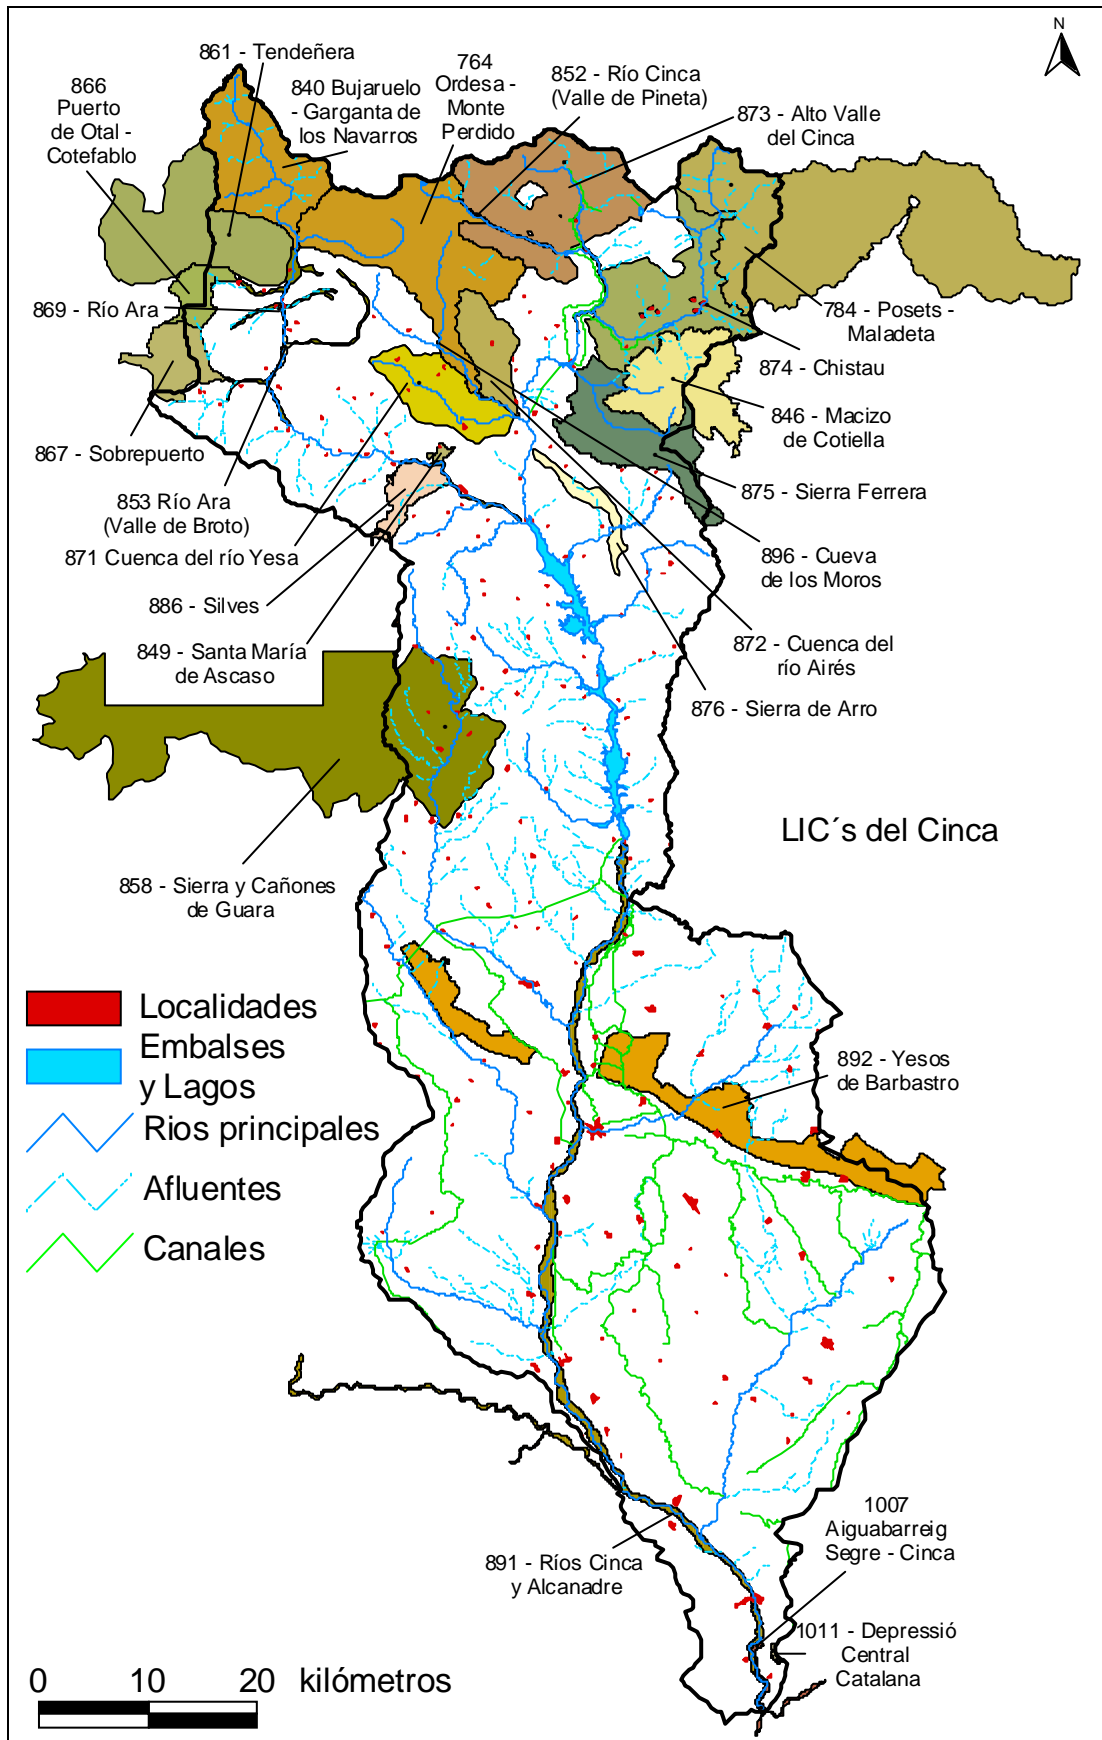 N
861 - Tendeñera
866
Puerto
de Otal -
Cotefablo
840 Bujaruelo
- Garganta de
los Navarros
764
Ordesa -
Monte
Perdido
852 - Río Cinca
(Valle de Pineta)
873 - Alto Valle
del Cinca
869 - Río Ara
784 - Posets -
Maladeta
874 - Chistau
846 - Macizo
de Cotiella
867 - Sobrepuerto
853 Río Ara
(Valle de Broto)
875 - Sierra Ferrera
871 Cuenca del río Yesa
896 - Cueva
de los Moros
886 - Silves
849 - Santa María
de Ascaso
872 - Cuenca del
río Airés
876 - Sierra de Arro
LIC´s del Cinca
858 - Sierra y Cañones
de Guara
Localidades
Embalses
y Lagos
Rios principales
Afluentes
Canales
892 - Yesos
de Barbastro
1007
Aiguabarreig
Segre - Cinca
891 - Ríos Cinca
y Alcanadre
1011 - Depressió
Central
Catalana
0 10 20 kilómetros